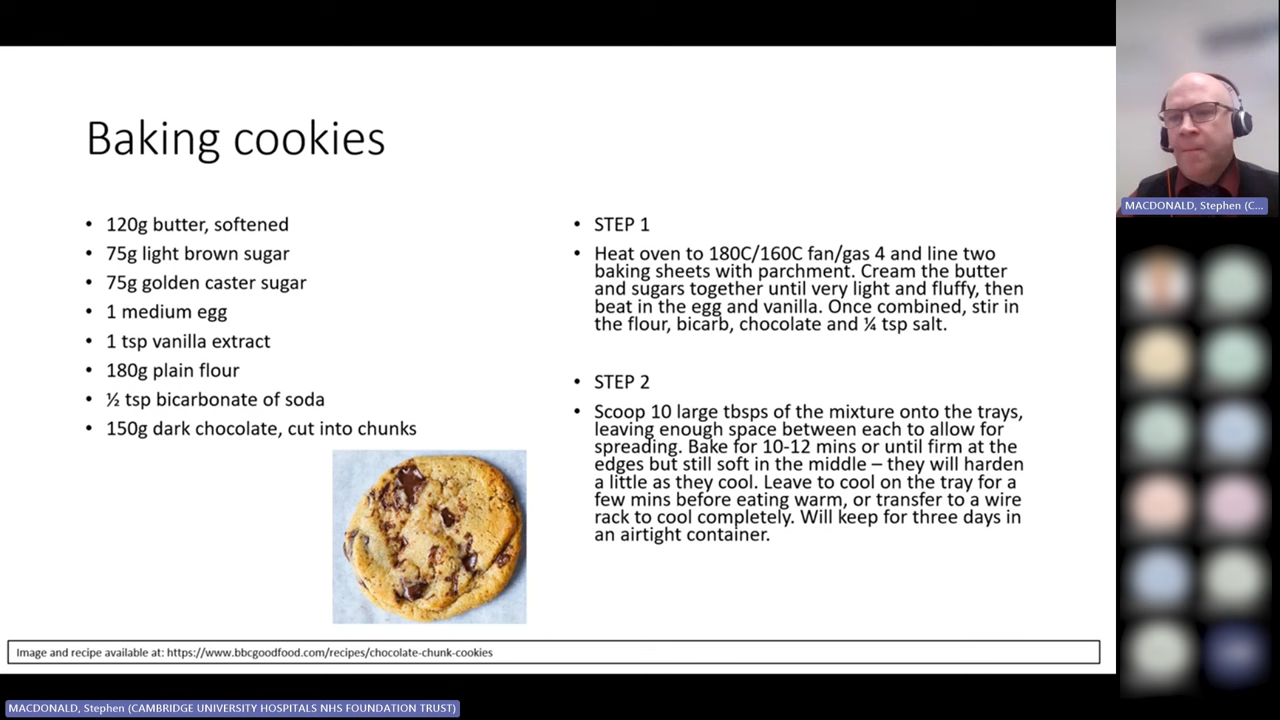 Baking cookies
• 120g butter, softened
• 75g light brown sugar
• 75g golden caster sugar
• 1 medium egg
• 1 tsp vanilla extract
• 180g plain flour
• ½ tsp bicarbonate of soda
• 150g dark chocolate, cut into chunks
• STEP 1
• Heat oven to 180C/160C fan/gas 4 and line two
baking sheets with parchment. Cream the butter
and sugars together until very light and fluffy, then
beat in the egg and vanilla. Once combined, stir in
the flour, bicarb, chocolate and ¼ tsp salt.
• STEP 2
• Scoop 10 large tbsps of the mixture onto the trays,
leaving enough space between each to allow for
spreading. Bake for 10-12 mins or until firm at the
edges but still soft in the middle – they will harden
a little as they cool. Leave to cool on the tray for a
few mins before eating warm, or transfer to a wire
rack to cool completely. Will keep for three days in
an airtight container.
Image and recipe available at: https://www.bbcgoodfood.com/recipes/chocolate-chunk-cookies
MACDONALD, Stephen (C...
MACDONALD, Stephen (CAMBRIDGE UNIVERSITY HOSPITALS NHS FOUNDATION TRUST)